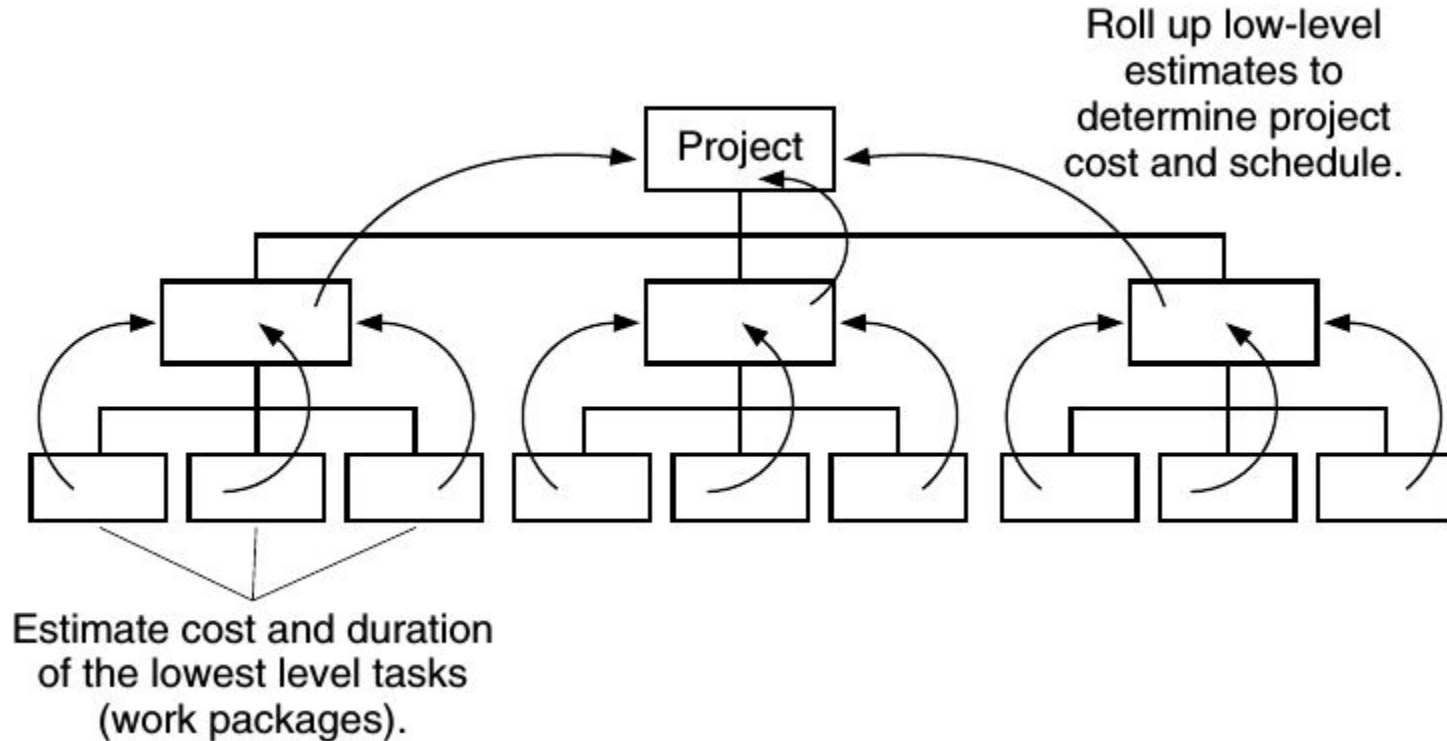 Roll up low-level
estimates to
determine project
cost and schedule.
Project
Estimate cost and duration
of the lowest level tasks
(work packages).